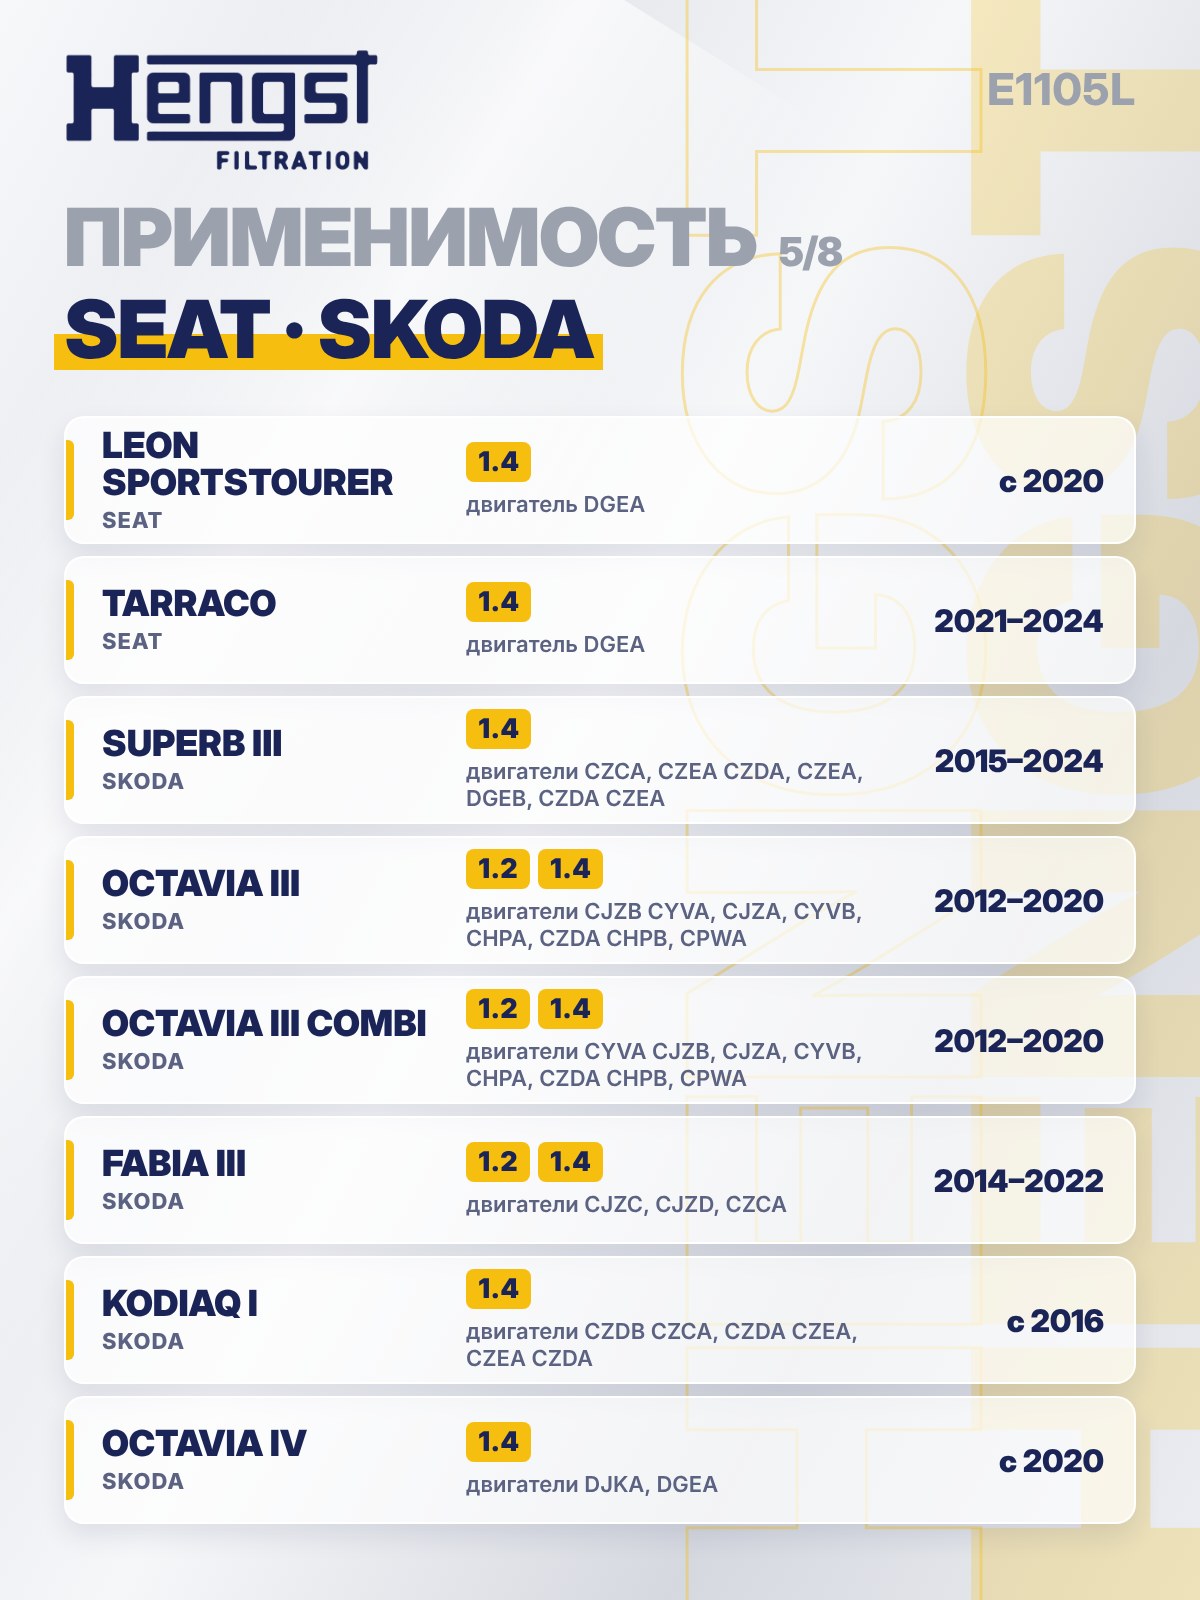 Hengst
FILTRATION
E1105L
ПРИМЕНИМОСТЬ 5/8
SEAT · SKODA
LEON
SPORTSTOURER
SEAT
1.4
двигатель DGEA
с 2020
TARRACO
SEAT
1.4
двигатель DGEA
2021–2024
SUPERB III
SKODA
1.4
двигатели CZCA, CZEA CZDA, CZEA,
DGEB, CZDA CZEA
2015–2024
OCTAVIA III
SKODA
1.2 1.4
двигатели CJZB CYVA, CJZA, CYVB,
CHPA, CZDA CHPB, CPWA
2012–2020
OCTAVIA III COMBI
SKODA
1.2 1.4
двигатели CYVA CJZB, CJZA, CYVB,
CHPA, CZDA CHPB, CPWA
2012–2020
FABIA III
SKODA
1.2 1.4
двигатели CJZC, CJZD, CZCA
2014–2022
KODIAQ I
SKODA
1.4
двигатели CZDB CZCA, CZDA CZEA,
CZEA CZDA
с 2016
OCTAVIA IV
SKODA
1.4
двигатели DJKA, DGEA
с 2020
HENGST
HENGST